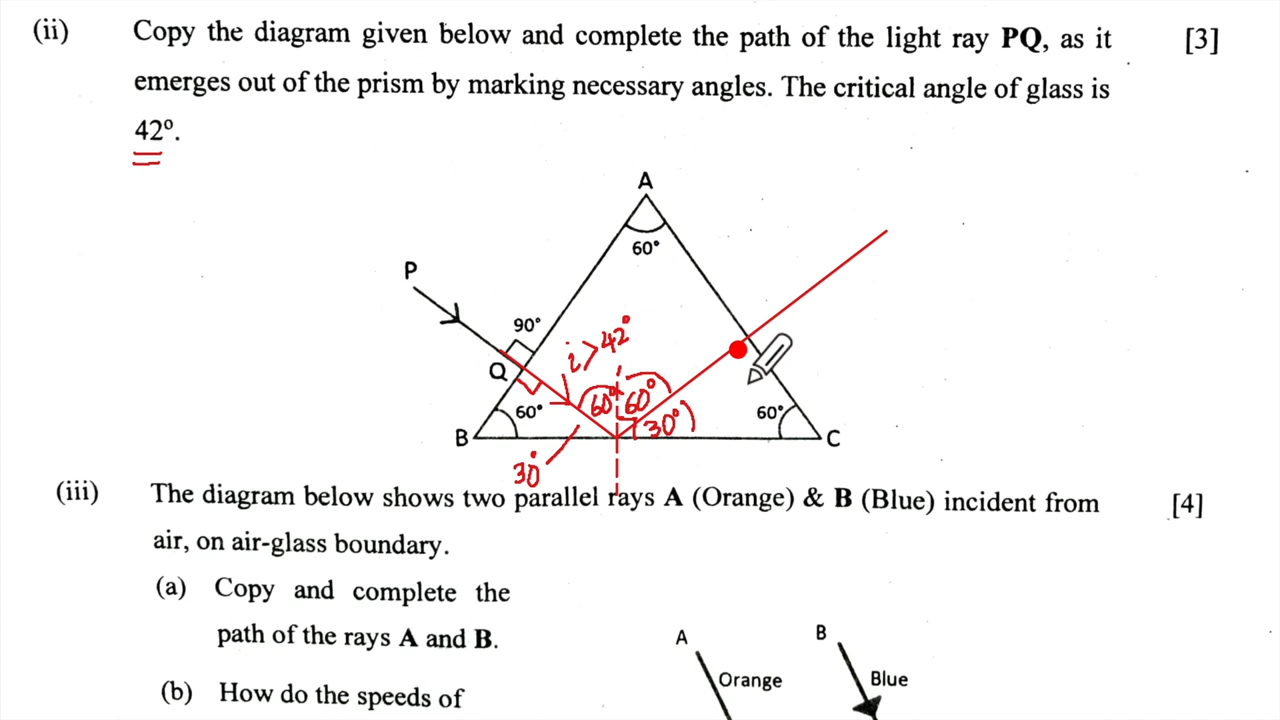 (ii) Copy the diagram given below and complete the path of the light ray PQ, as it [3]
emerges out of the prism by marking necessary angles. The critical angle of glass is
42°.
A
60°
P
90°
i > 42°
Q
60° 60°
60° (30°) 60°
B C
30°
(iii) The diagram below shows two parallel rays A (Orange) & B (Blue) incident from [4]
air, on air-glass boundary.
(a) Copy and complete the
path of the rays A and B.
A B
Orange Blue
(b) How do the speeds of